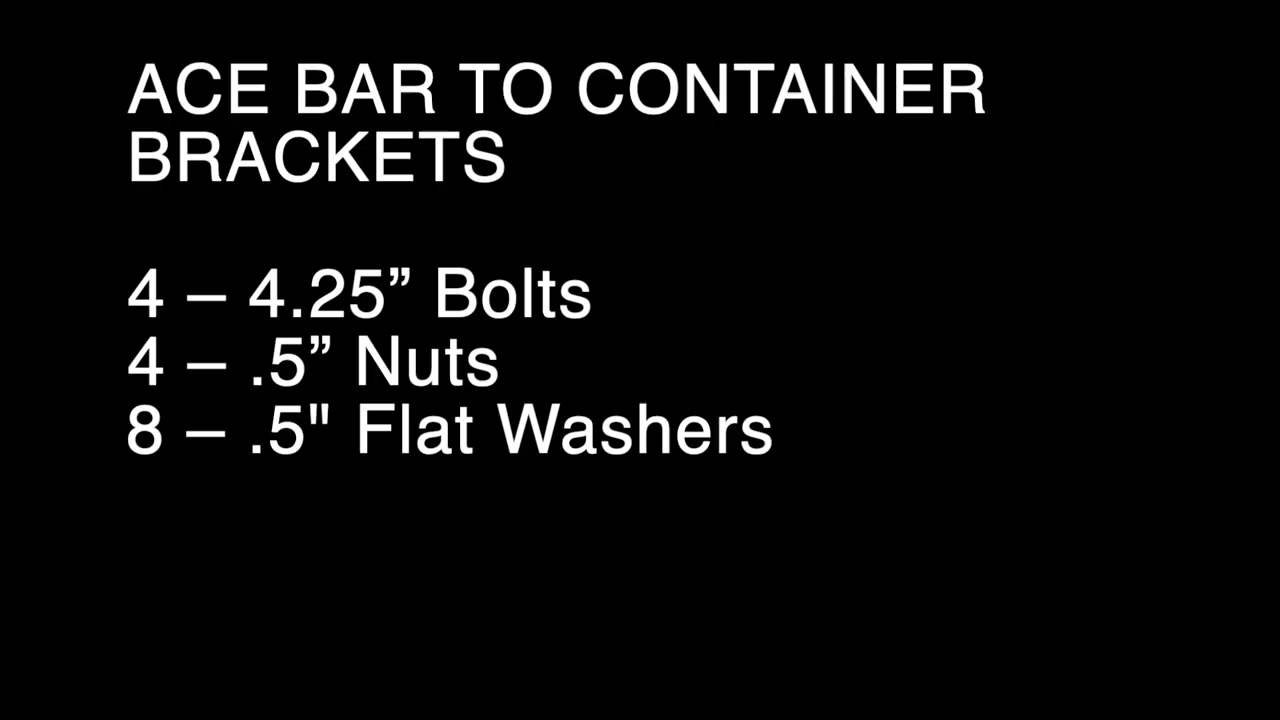 ACE BAR TO CONTAINER
BRACKETS
4 – 4.25” Bolts
4 – .5” Nuts
8 – .5" Flat Washers